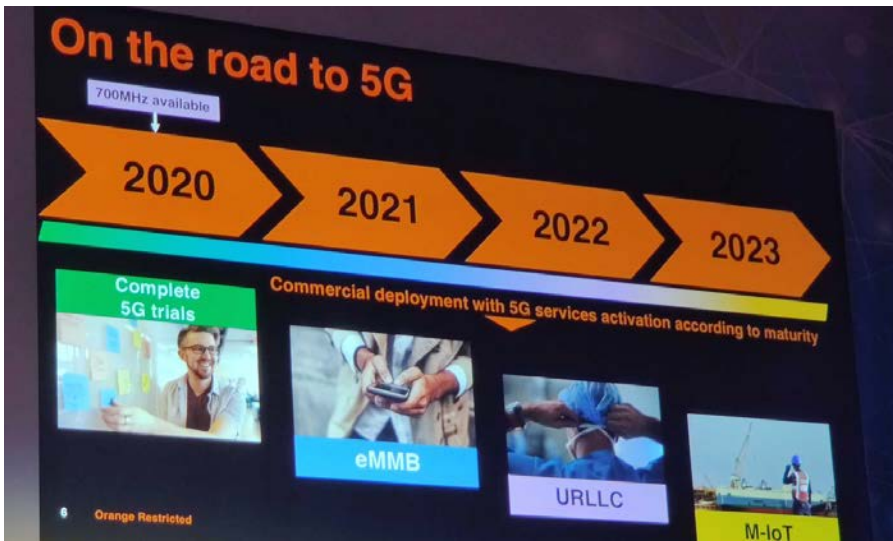 On the road to 5G
700MHz available
2020
2021
2022
2023
Complete
5G trials
Commercial deployment with 5G services activation according to maturity
eMMB
URLLC
M-IoT
6 Orange Restricted